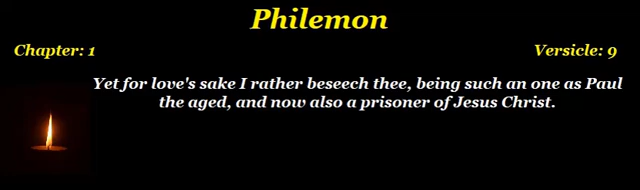 Philemon
Chapter: 1
Versicle: 9
Yet for love's sake I rather beseech thee, being such an one as Paul
the aged, and now also a prisoner of Jesus Christ.